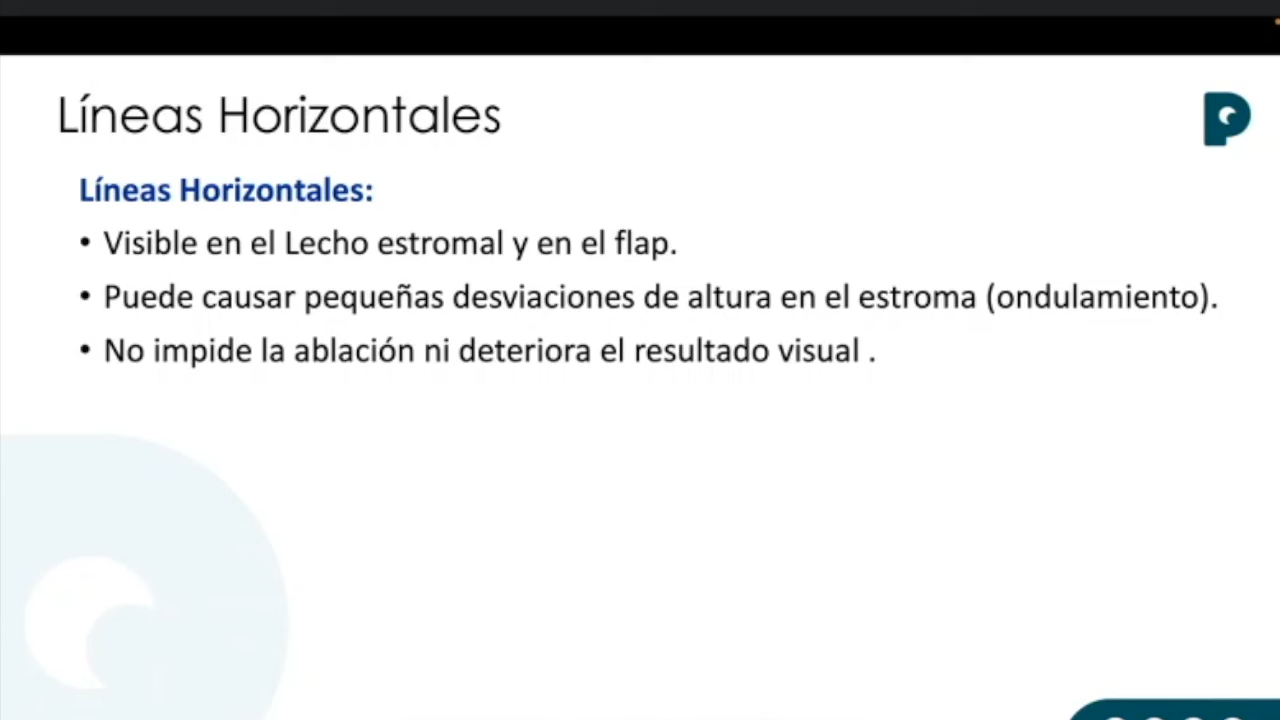 Líneas Horizontales
Líneas Horizontales:
• Visible en el Lecho estromal y en el flap.
• Puede causar pequeñas desviaciones de altura en el estroma (ondulamiento).
• No impide la ablación ni deteriora el resultado visual .